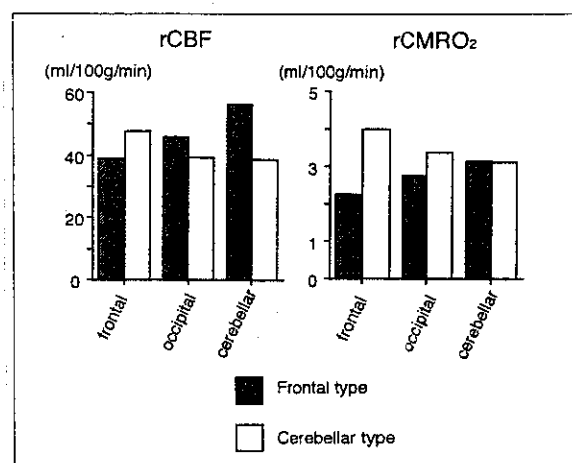 rCBF
rCMRO₂
(ml/100g/min)
(ml/100g/min)
60
40
20
0
5
3
1
0
frontal
occipital
cerebellar
frontal
occipital
cerebellar
Frontal type
Cerebellar type